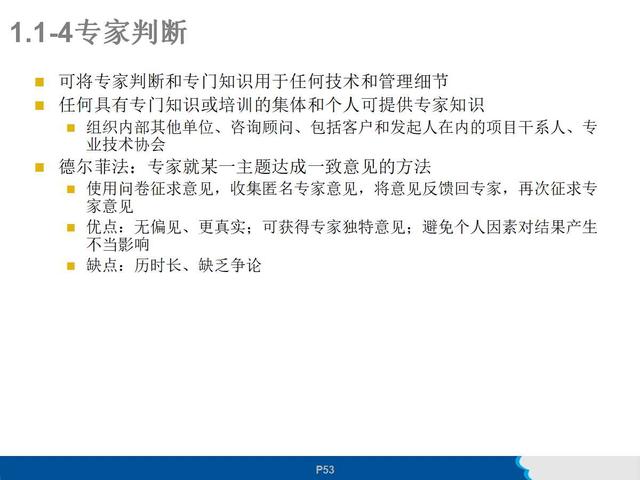 1.1-4专家判断
可将专家判断和专门知识用于任何技术和管理细节
任何具有专门知识或培训的集体和个人可提供专家知识
组织内部其他单位、咨询顾问、包括客户和发起人在内的项目干系人、专
业技术协会
德尔菲法：专家就某一主题达成一致意见的方法
使用问卷征求意见，收集匿名专家意见，将意见反馈回专家，再次征求专
家意见
优点：无偏见、更真实；可获得专家独特意见；避免个人因素对结果产生
不当影响
缺点：历时长、缺乏争论
P53